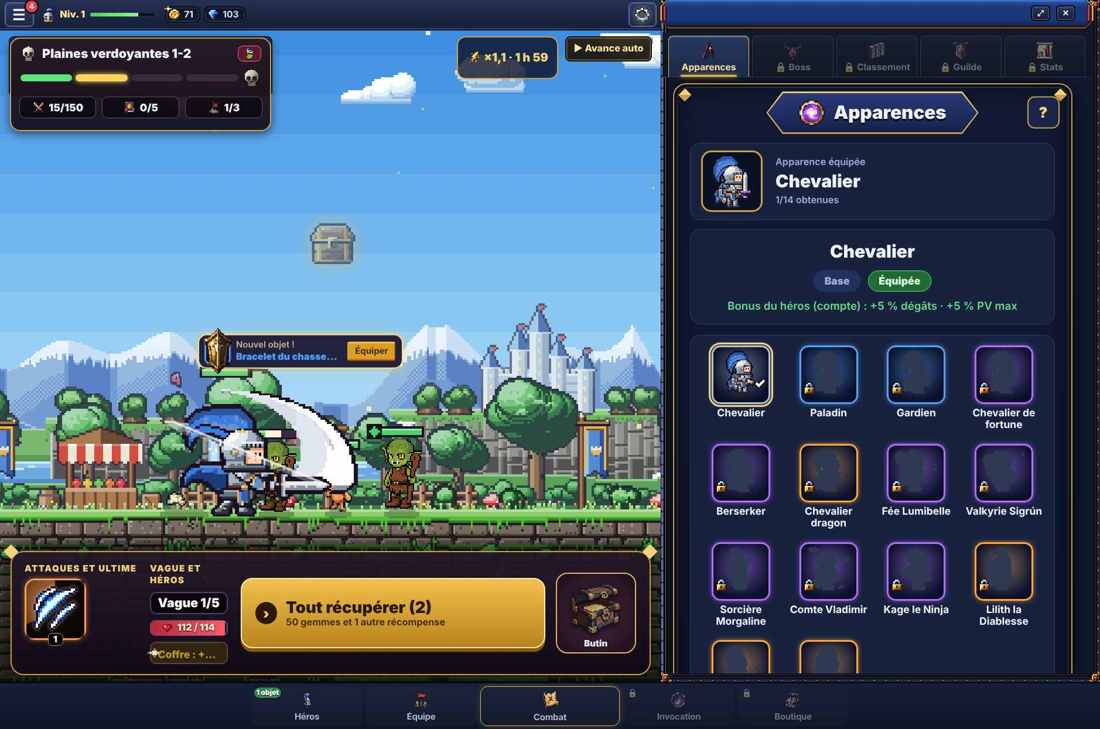 4
Niv. 1
71
103
Plaines verdoyantes 1-2
15/150
0/5
1/3
×1,1 · 1 h 59
Avance auto
Nouvel objet !
Bracelet du chasse...
Équiper
ATTAQUES ET ULTIME
1
VAGUE ET
HÉROS
Vague 1/5
112 / 114
Coffre : +...
Tout récupérer (2)
50 gemmes et 1 autre récompense
Butin
1 objet
Héros
Équipe
Combat
Invocation
Boutique
Apparences
Boss
Classement
Guilde
Stats
Apparences
?
Apparence équipée
Chevalier
1/14 obtenues
Chevalier
Base
Équipée
Bonus du héros (compte) : +5 % dégâts · +5 % PV max
Chevalier
Paladin
Gardien
Chevalier de
fortune
Berserker
Chevalier
dragon
Fée Lumibelle
Valkyrie Sigrún
Sorcière
Morgaline
Comte Vladimir
Kage le Ninja
Lilith la
Diablesse